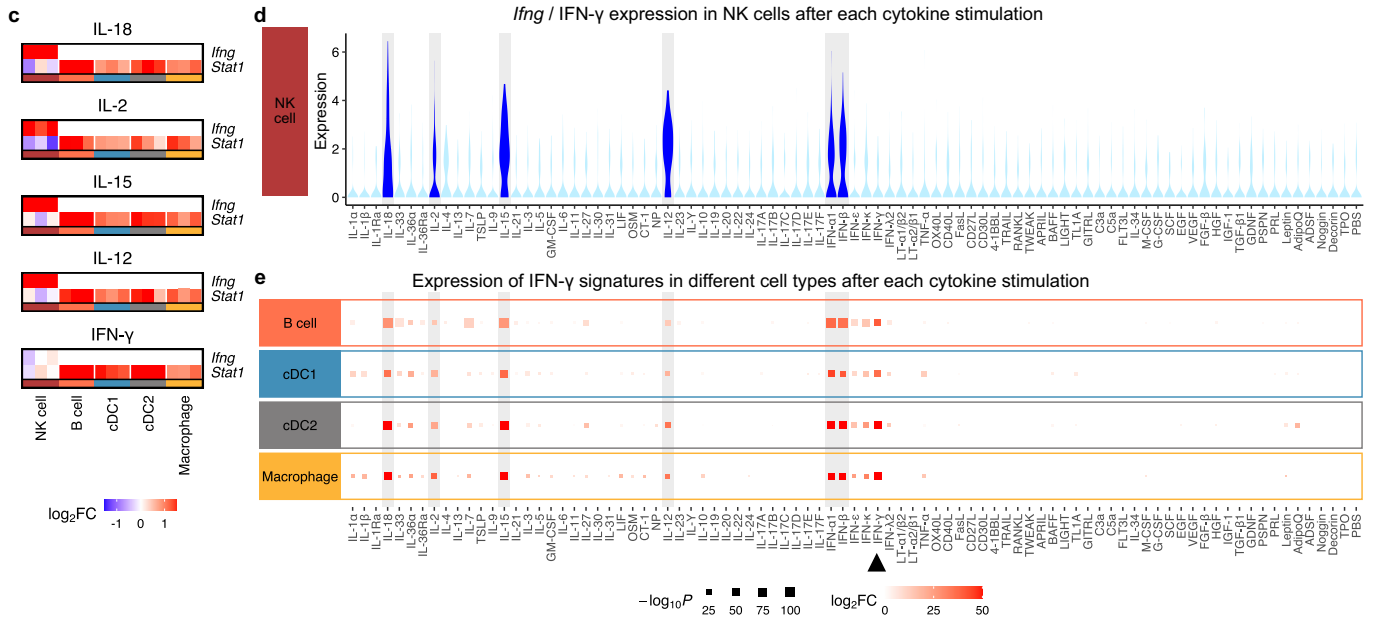 c
IL-18
Ifng
Stat1
IL-2
Ifng
Stat1
IL-15
Ifng
Stat1
IL-12
Ifng
Stat1
IFN-γ
Ifng
Stat1
NK cell
B cell
cDC1
cDC2
Macrophage
log2FC
-1 0 1
d
Ifng / IFN-γ expression in NK cells after each cytokine stimulation
NK
cell
Expression
6
4
2
0
IL-1α
IL-1β
IL-1Ra
IL-18
IL-33
IL-36α
IL-36Ra
IL-2
IL-4
IL-13
IL-7
TSLP
IL-9
IL-15
IL-21
IL-3
IL-5
GM-CSF
IL-6
IL-11
IL-27
IL-30
IL-31
LIF
OSM
CT-1
NP
IL-12
IL-23
IL-Y
IL-10
IL-19
IL-20
IL-22
IL-24
IL-17A
IL-17B
IL-17C
IL-17D
IL-17E
IL-17F
IFN-α1
IFN-β
IFN-ε
IFN-κ
IFN-γ
IFN-λ2
LT-α1/β2
LT-α2/β1
TNF-α
OX40L
CD40L
FasL
CD27L
CD30L
4-1BBL
TRAIL
RANKL
TWEAK
APRIL
BAFF
LIGHT
TL1A
GITRL
C3a
C5a
FLT3L
IL-34
M-CSF
G-CSF
SCF
EGF
VEGF
FGF-β
HGF
IGF-1
TGF-β1
GDNF
PSPN
PRL
Leptin
AdipoQ
ADSF
Noggin
Decorin
TPO
PBS
e
Expression of IFN-γ signatures in different cell types after each cytokine stimulation
B cell
cDC1
cDC2
Macrophage
IL-1α
IL-1β
IL-1Ra
IL-18
IL-33
IL-36α
IL-36Ra
IL-2
IL-4
IL-13
IL-7
TSLP
IL-9
IL-15
IL-21
IL-3
IL-5
GM-CSF
IL-6
IL-11
IL-27
IL-30
IL-31
LIF
OSM
CT-1
NP
IL-12
IL-23
IL-Y
IL-10
IL-19
IL-20
IL-22
IL-24
IL-17A
IL-17B
IL-17C
IL-17D
IL-17E
IL-17F
IFN-α1
IFN-β
IFN-ε
IFN-κ
IFN-γ
IFN-λ2
LT-α1/β2
LT-α2/β1
TNF-α
OX40L
CD40L
FasL
CD27L
CD30L
4-1BBL
TRAIL
RANKL
TWEAK
APRIL
BAFF
LIGHT
TL1A
GITRL
C3a
C5a
FLT3L
IL-34
M-CSF
G-CSF
SCF
EGF
VEGF
FGF-β
HGF
IGF-1
TGF-β1
GDNF
PSPN
PRL
Leptin
AdipoQ
ADSF
Noggin
Decorin
TPO
PBS
−log10P
25 50 75 100
log2FC
0 25 50